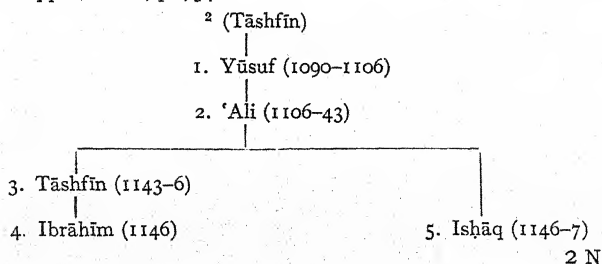 ² (Tāshfīn)
1. Yūsuf (1090–1106)
2. ‘Ali (1106–43)
3. Tāshfīn (1143–6)
4. Ibrāhīm (1146)
5. Isḥāq (1146–7)
2 N